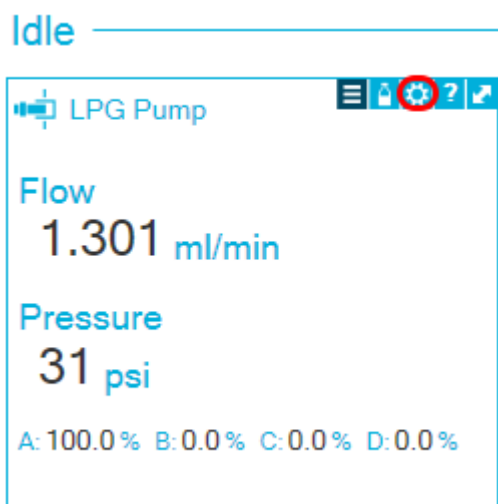 Idle
LPG Pump
?
Flow
1.301 ml/min
Pressure
31 psi
A: 100.0 % B: 0.0 % C: 0.0 % D: 0.0 %